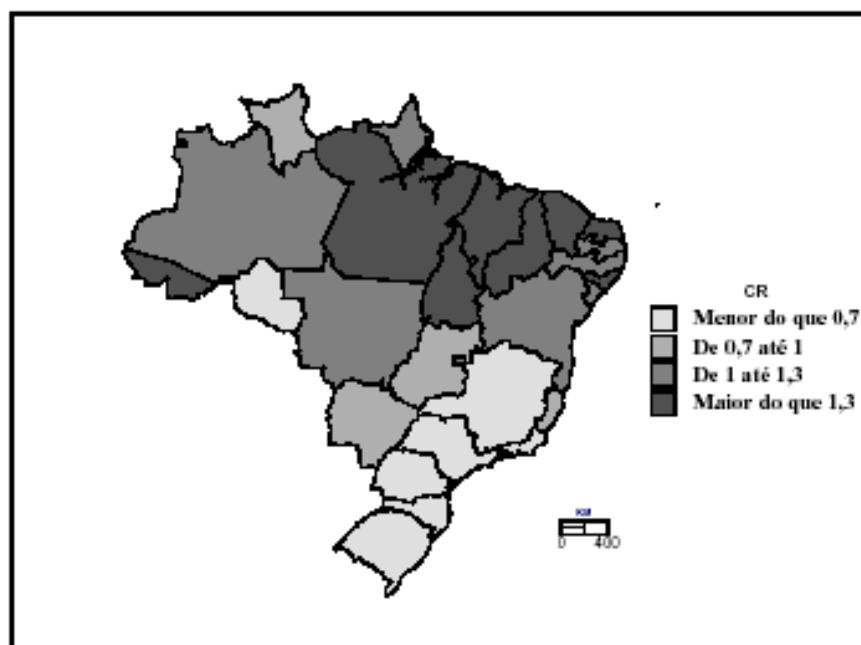 CR
Menor do que 0,7
De 0,7 até 1
De 1 até 1,3
Maior do que 1,3
KM
0 400